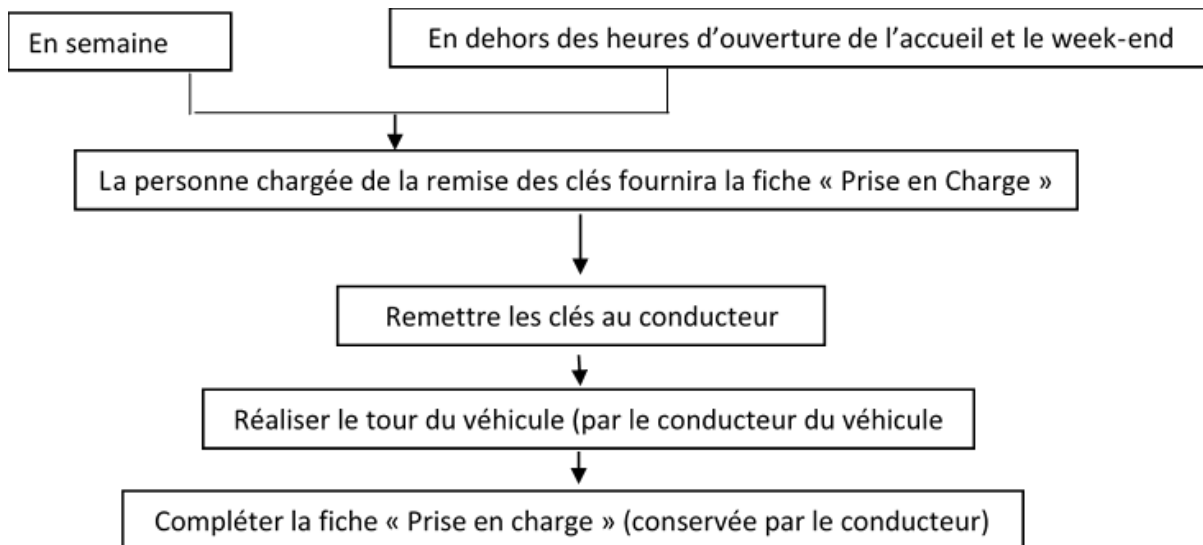 En semaine
En dehors des heures d’ouverture de l’accueil et le week-end
La personne chargée de la remise des clés fournira la fiche « Prise en Charge »
Remettre les clés au conducteur
Réaliser le tour du véhicule (par le conducteur du véhicule
Compléter la fiche « Prise en charge » (conservée par le conducteur)